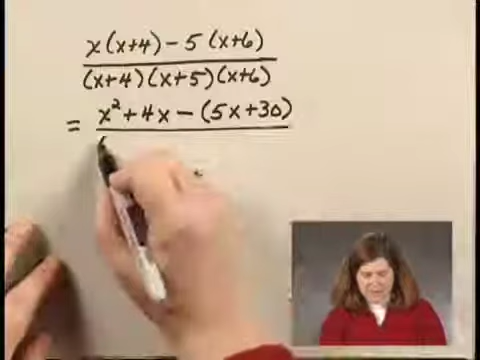 x(x+4) - 5(x+6)
(x+4)(x+5)(x+6)
= x² + 4x - (5x+30)
(